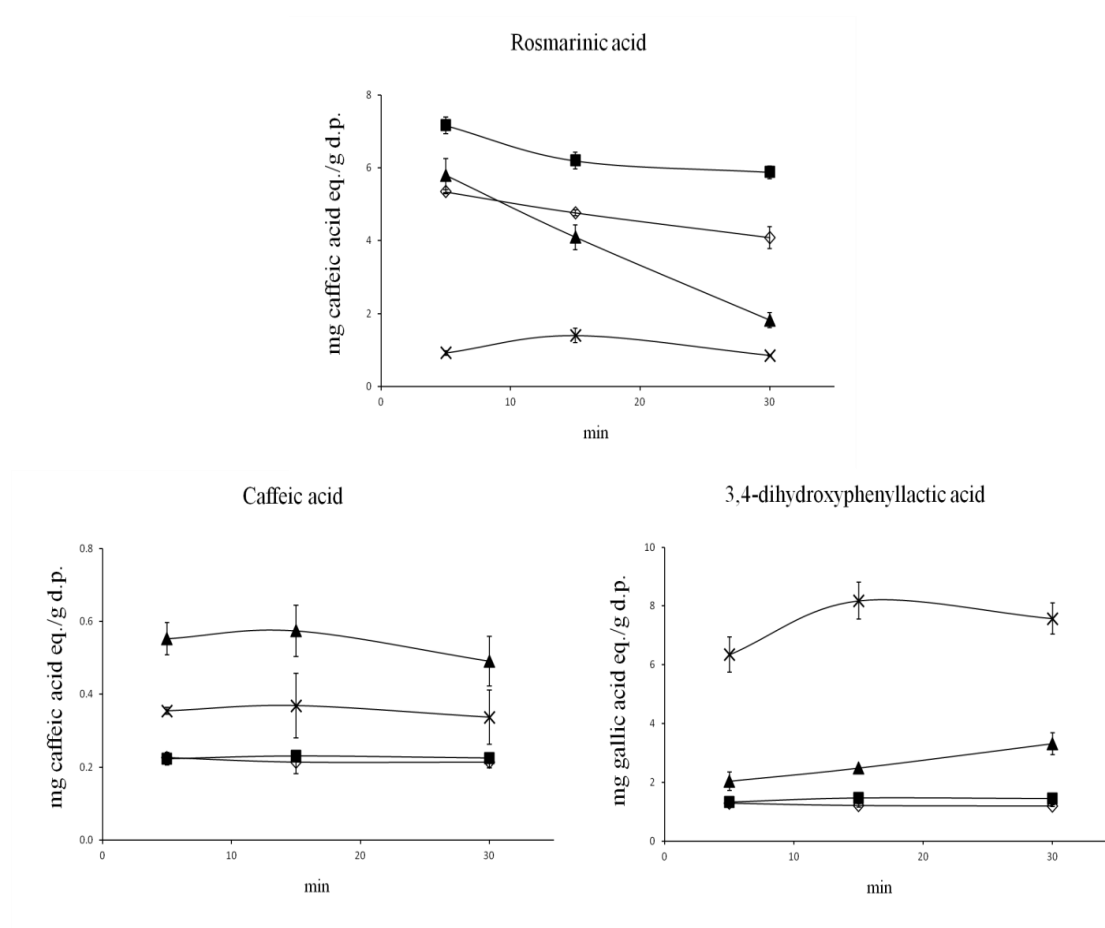 Rosmarinic acid
mg caffeic acid eq./g d.p.
8
6
4
2
0
0 10 20 30
min
Caffeic acid
mg caffeic acid eq./g d.p.
0.8
0.6
0.4
0.2
0.0
0 10 20 30
min
3,4-dihydroxyphenyllactic acid
mg gallic acid eq./g d.p.
10
8
6
4
2
0
0 10 20 30
min